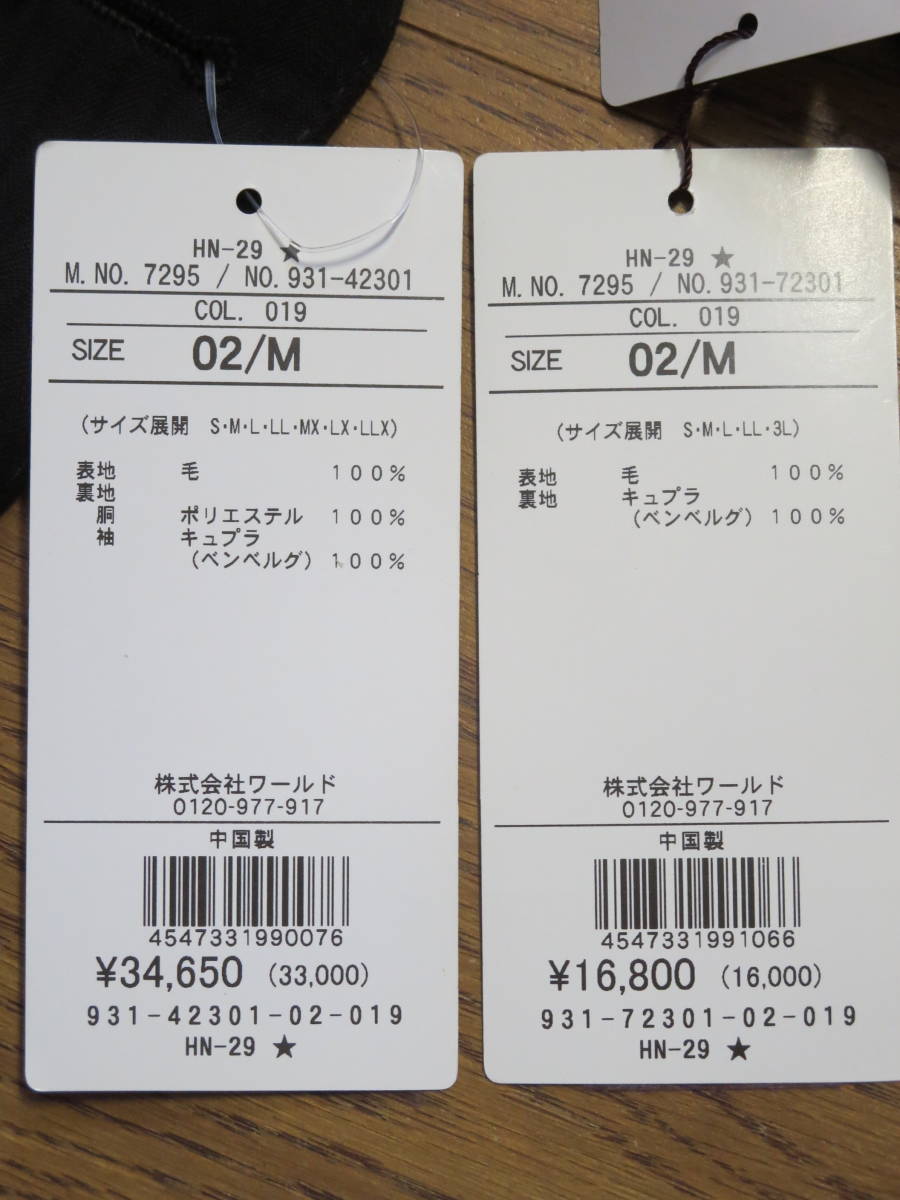 HN-29 ★
M. NO. 7295 / NO. 931-42301
COL. 019
SIZE 02/M
(サイズ展開 S・M・L・LL・MX・LX・LLX)
表地 毛 100%
裏地
胴 ポリエステル 100%
袖 キュプラ
(ベンベルグ) 100%
株式会社ワールド
0120-977-917
中国製
4547331990076
¥34,650 (33,000)
931-42301-02-019
HN-29 ★
HN-29 ★
M. NO. 7295 / NO. 931-72301
COL. 019
SIZE 02/M
(サイズ展開 S・M・L・LL・3L)
表地 毛 100%
裏地 キュプラ
(ベンベルグ) 100%
株式会社ワールド
0120-977-917
中国製
4547331991066
¥16,800 (16,000)
931-72301-02-019
HN-29 ★